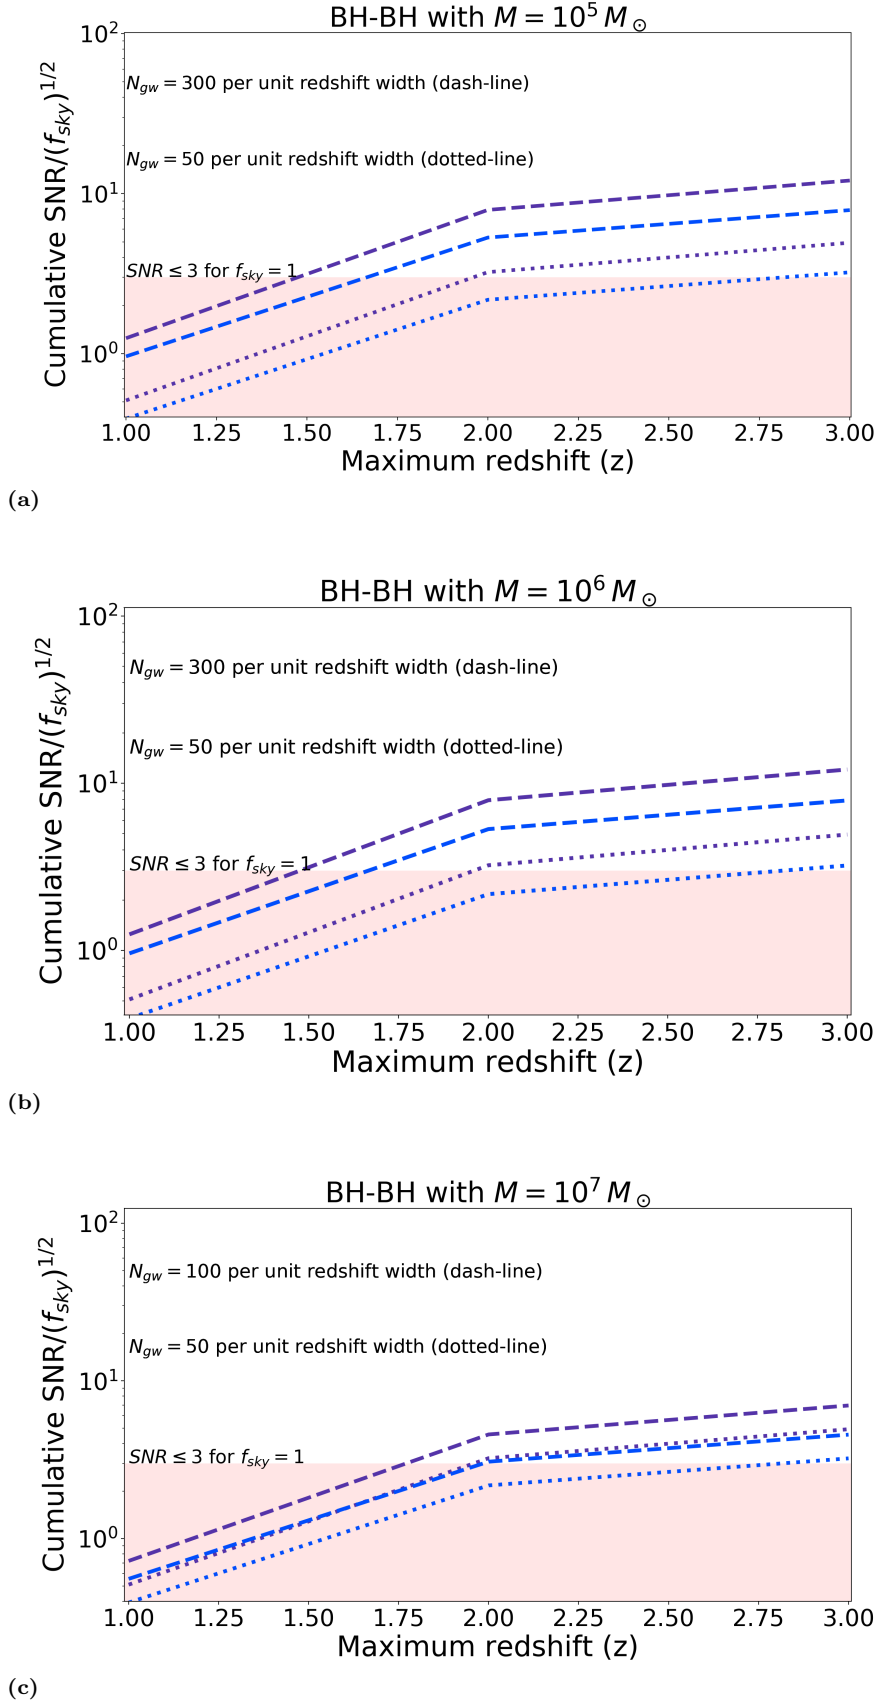 BH-BH with M = 10^5 M_⊙
10^2
N_gw = 300 per unit redshift width (dash-line)
N_gw = 50 per unit redshift width (dotted-line)
10^1
SNR ≤ 3 for f_sky = 1
10^0
Cumulative SNR/(f_sky)^1/2
1.00 1.25 1.50 1.75 2.00 2.25 2.50 2.75 3.00
Maximum redshift (z)
(a)
BH-BH with M = 10^6 M_⊙
10^2
N_gw = 300 per unit redshift width (dash-line)
N_gw = 50 per unit redshift width (dotted-line)
10^1
SNR ≤ 3 for f_sky = 1
10^0
Cumulative SNR/(f_sky)^1/2
1.00 1.25 1.50 1.75 2.00 2.25 2.50 2.75 3.00
Maximum redshift (z)
(b)
BH-BH with M = 10^7 M_⊙
10^2
N_gw = 100 per unit redshift width (dash-line)
N_gw = 50 per unit redshift width (dotted-line)
10^1
SNR ≤ 3 for f_sky = 1
10^0
Cumulative SNR/(f_sky)^1/2
1.00 1.25 1.50 1.75 2.00 2.25 2.50 2.75 3.00
Maximum redshift (z)
(c)